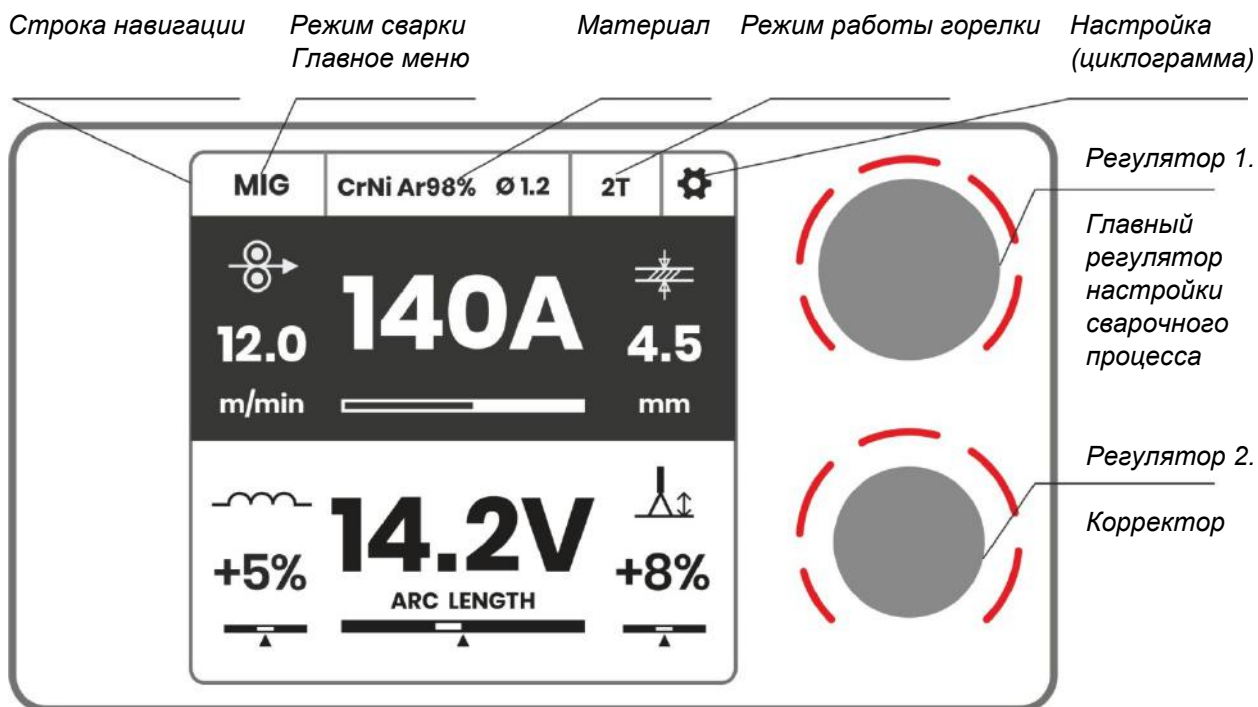 Строка навигации
Режим сварки
Главное меню
Материал
Режим работы горелки
Настройка
(циклограмма)
MIG
CrNi Ar98% Ø 1.2
2T
Регулятор 1.
Главный
регулятор
настройки
сварочного
процесса
140A
12.0
m/min
4.5
mm
14.2V
ARC LENGTH
+5%
+8%
Регулятор 2.
Корректор